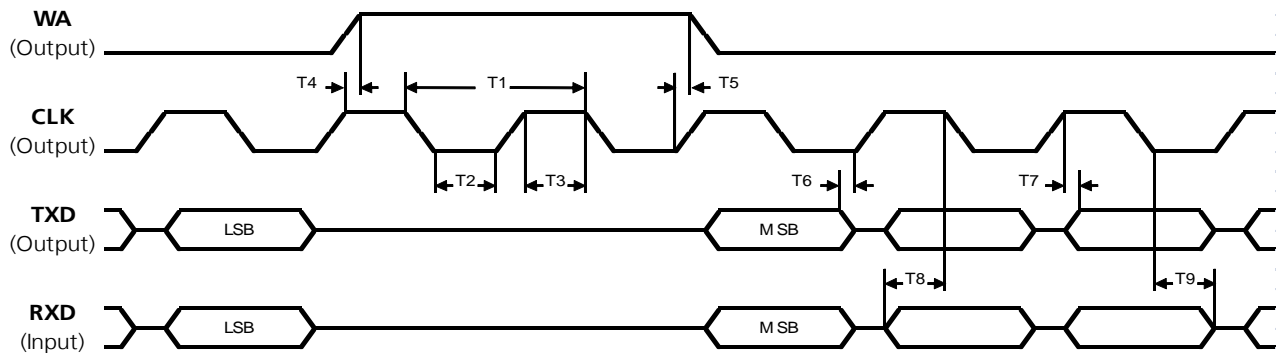 WA
(Output)
T4
T1
T5
CLK
(Output)
T2
T3
T6
T7
TXD
(Output)
LSB
MSB
T8
T9
RXD
(Input)
LSB
MSB